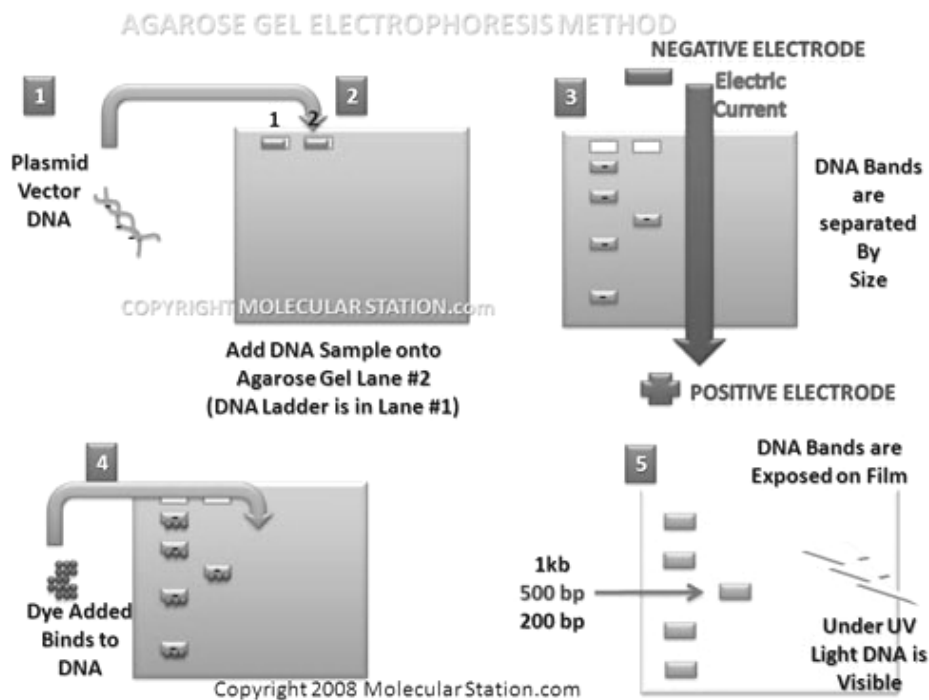 AGAROSE GEL ELECTROPHORESIS METHOD
1
Plasmid
Vector
DNA
2
1 2
COPYRIGHT MOLECULARSTATION.com
Add DNA Sample onto
Agarose Gel Lane #2
(DNA Ladder is in Lane #1)
3
NEGATIVE ELECTRODE
Electric
Current
DNA Bands
are
separated
By
Size
POSITIVE ELECTRODE
4
Dye Added
Binds to
DNA
5
DNA Bands are
Exposed on Film
1kb
500 bp
200 bp
Under UV
Light DNA is
Visible
Copyright 2008 MolecularStation.com